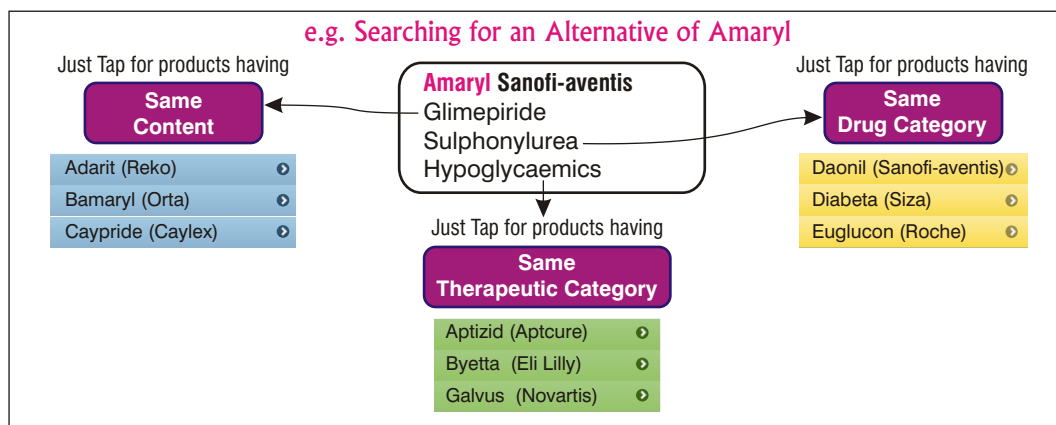 e.g. Searching for an Alternative of Amaryl
Just Tap for products having
Same
Content
Adarit (Reko)
Bamaryl (Orta)
Caypride (Caylex)
Amaryl Sanofi-aventis
Glimepiride
Sulphonylurea
Hypoglycaemics
Just Tap for products having
Same
Therapeutic Category
Aptizid (Aptcure)
Byetta (Eli Lilly)
Galvus (Novartis)
Just Tap for products having
Same
Drug Category
Daonil (Sanofi-aventis)
Diabeta (Siza)
Euglucon (Roche)